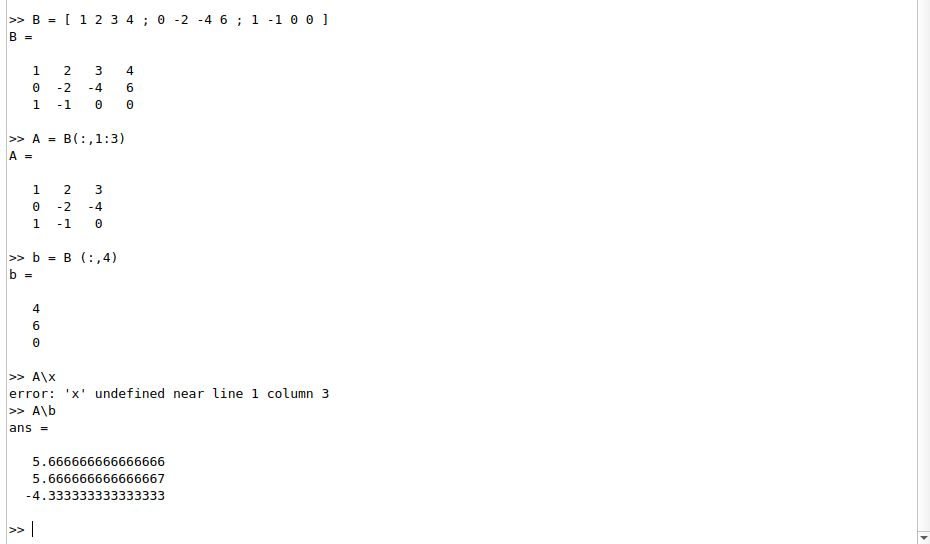 >> B = [ 1 2 3 4 ; 0 -2 -4 6 ; 1 -1 0 0 ]
B =
1 2 3 4
0 -2 -4 6
1 -1 0 0
>> A = B(:,1:3)
A =
1 2 3
0 -2 -4
1 -1 0
>> b = B (:,4)
b =
4
6
0
>> A\x
error: 'x' undefined near line 1 column 3
>> A\b
ans =
5.666666666666666
5.666666666666667
-4.333333333333333
>>